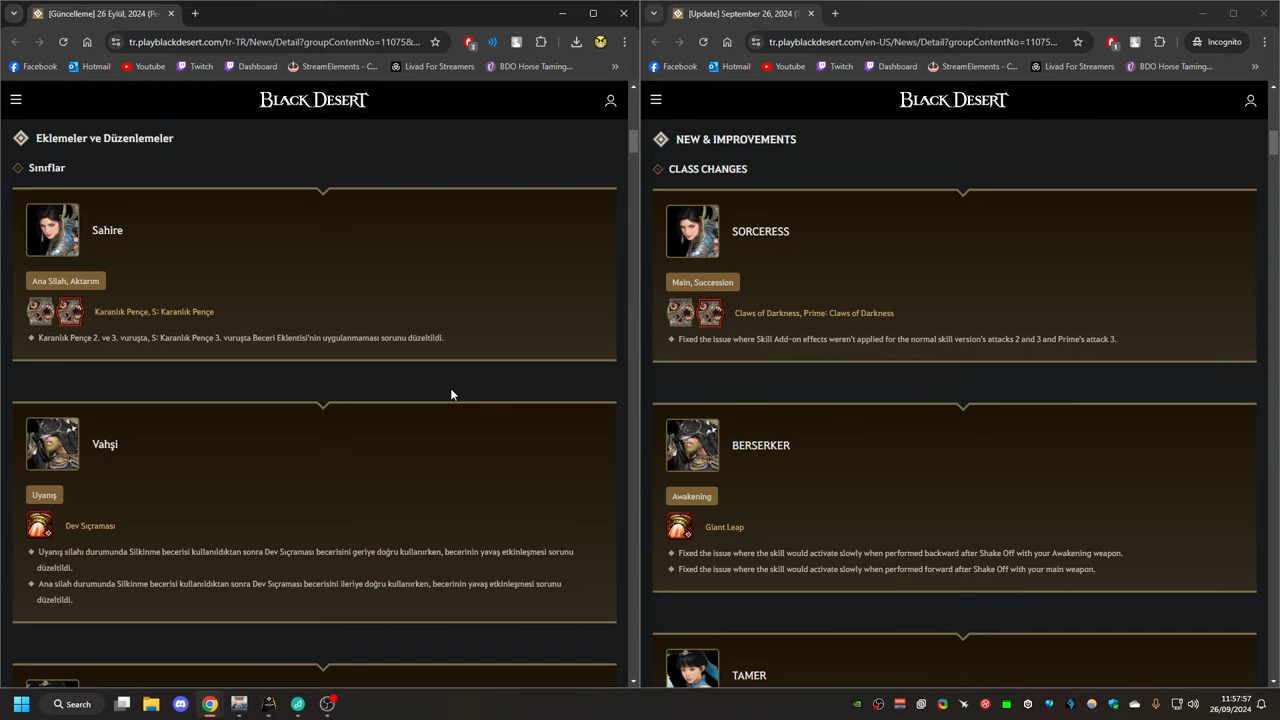 [Güncelleme] 26 Eylül, 2024 (Pe
tr.playblackdesert.com/tr-TR/News/Detail?groupContentNo=11075&...
Facebook
Hotmail
Youtube
Twitch
Dashboard
StreamElements - C...
Livad For Streamers
BDO Horse Taming...
BLACK DESERT
Eklemeler ve Düzenlemeler
Sınıflar
Sahire
Ana Silah, Aktarım
Karanlık Pençe, S: Karanlık Pençe
Karanlık Pençe 2. ve 3. vuruşta, S: Karanlık Pençe 3. vuruşta Beceri Eklentisi'nin uygulanmaması sorunu düzeltildi.
Vahşi
Uyanış
Dev Sıçraması
Uyanış silahı durumunda Silkinme becerisi kullanıldıktan sonra Dev Sıçraması becerisini geriye doğru kullanırken, becerinin yavaş etkinleşmesi sorunu
düzeltildi.
Ana silah durumunda Silkinme becerisi kullanıldıktan sonra Dev Sıçraması becerisini ileriye doğru kullanırken, becerinin yavaş etkinleşmesi sorunu
düzeltildi.
[Update] September 26, 2024 (T
tr.playblackdesert.com/en-US/News/Detail?groupContentNo=11075...
Incognito
Facebook
Hotmail
Youtube
Twitch
Dashboard
StreamElements - C...
Livad For Streamers
BDO Horse Taming...
BLACK DESERT
NEW & IMPROVEMENTS
CLASS CHANGES
SORCERESS
Main, Succession
Claws of Darkness, Prime: Claws of Darkness
Fixed the issue where Skill Add-on effects weren't applied for the normal skill version's attacks 2 and 3 and Prime's attack 3.
BERSERKER
Awakening
Giant Leap
Fixed the issue where the skill would activate slowly when performed backward after Shake Off with your Awakening weapon.
Fixed the issue where the skill would activate slowly when performed forward after Shake Off with your main weapon.
TAMER
Search
11:57:57
26/09/2024